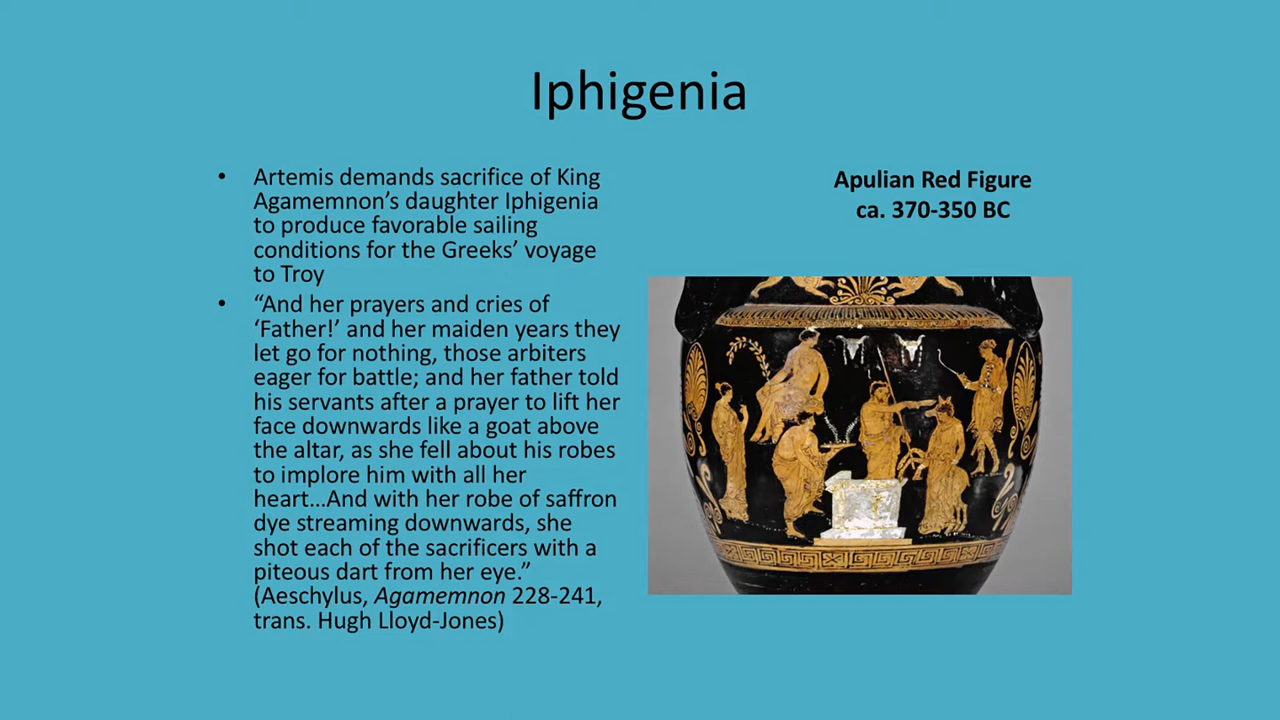 Iphigenia
• Artemis demands sacrifice of King
Agamemnon’s daughter Iphigenia
to produce favorable sailing
conditions for the Greeks’ voyage
to Troy
• “And her prayers and cries of
‘Father!’ and her maiden years they
let go for nothing, those arbiters
eager for battle; and her father told
his servants after a prayer to lift her
face downwards like a goat above
the altar, as she fell about his robes
to implore him with all her
heart…And with her robe of saffron
dye streaming downwards, she
shot each of the sacrificers with a
piteous dart from her eye.”
(Aeschylus, Agamemnon 228-241,
trans. Hugh Lloyd-Jones)
Apulian Red Figure
ca. 370-350 BC